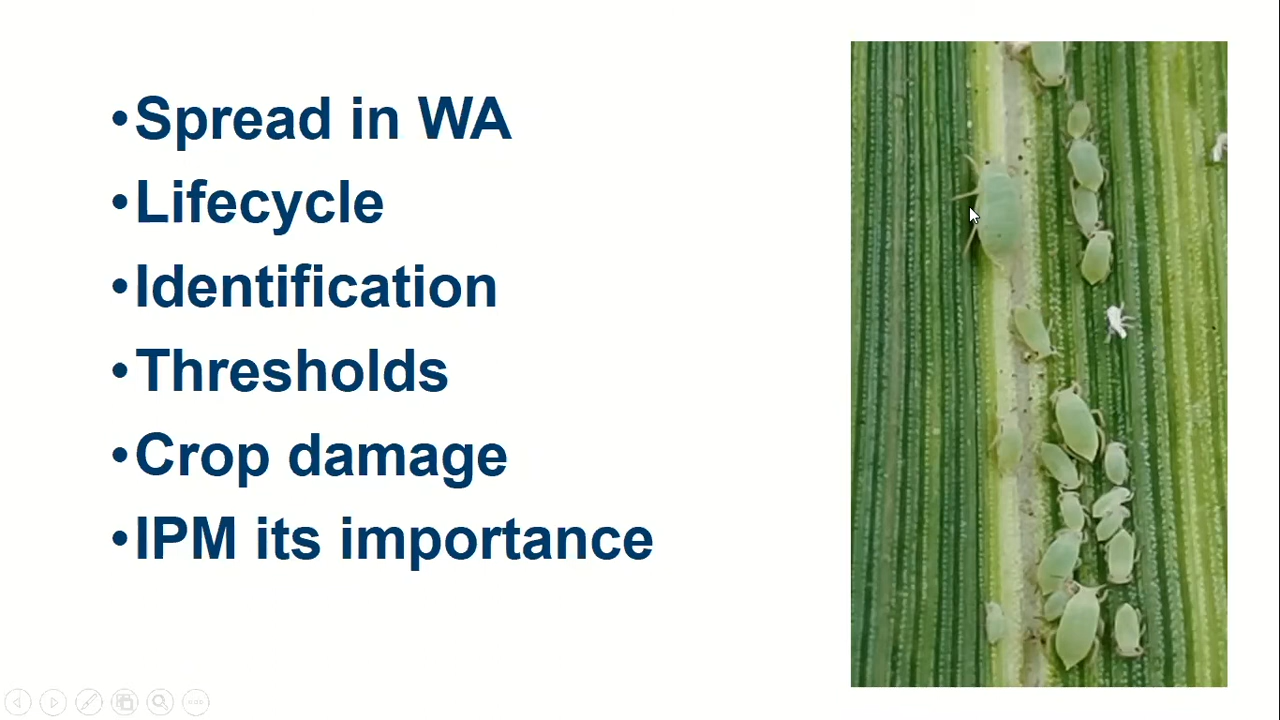 •Spread in WA
•Lifecycle
•Identification
•Thresholds
•Crop damage
•IPM its importance